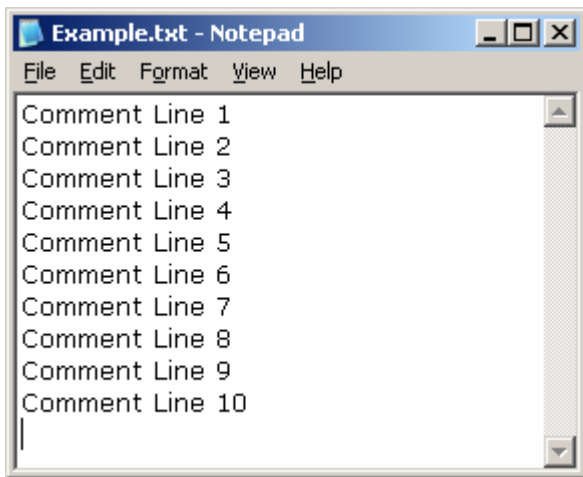 Example.txt - Notepad
File Edit Format View Help
Comment Line 1
Comment Line 2
Comment Line 3
Comment Line 4
Comment Line 5
Comment Line 6
Comment Line 7
Comment Line 8
Comment Line 9
Comment Line 10